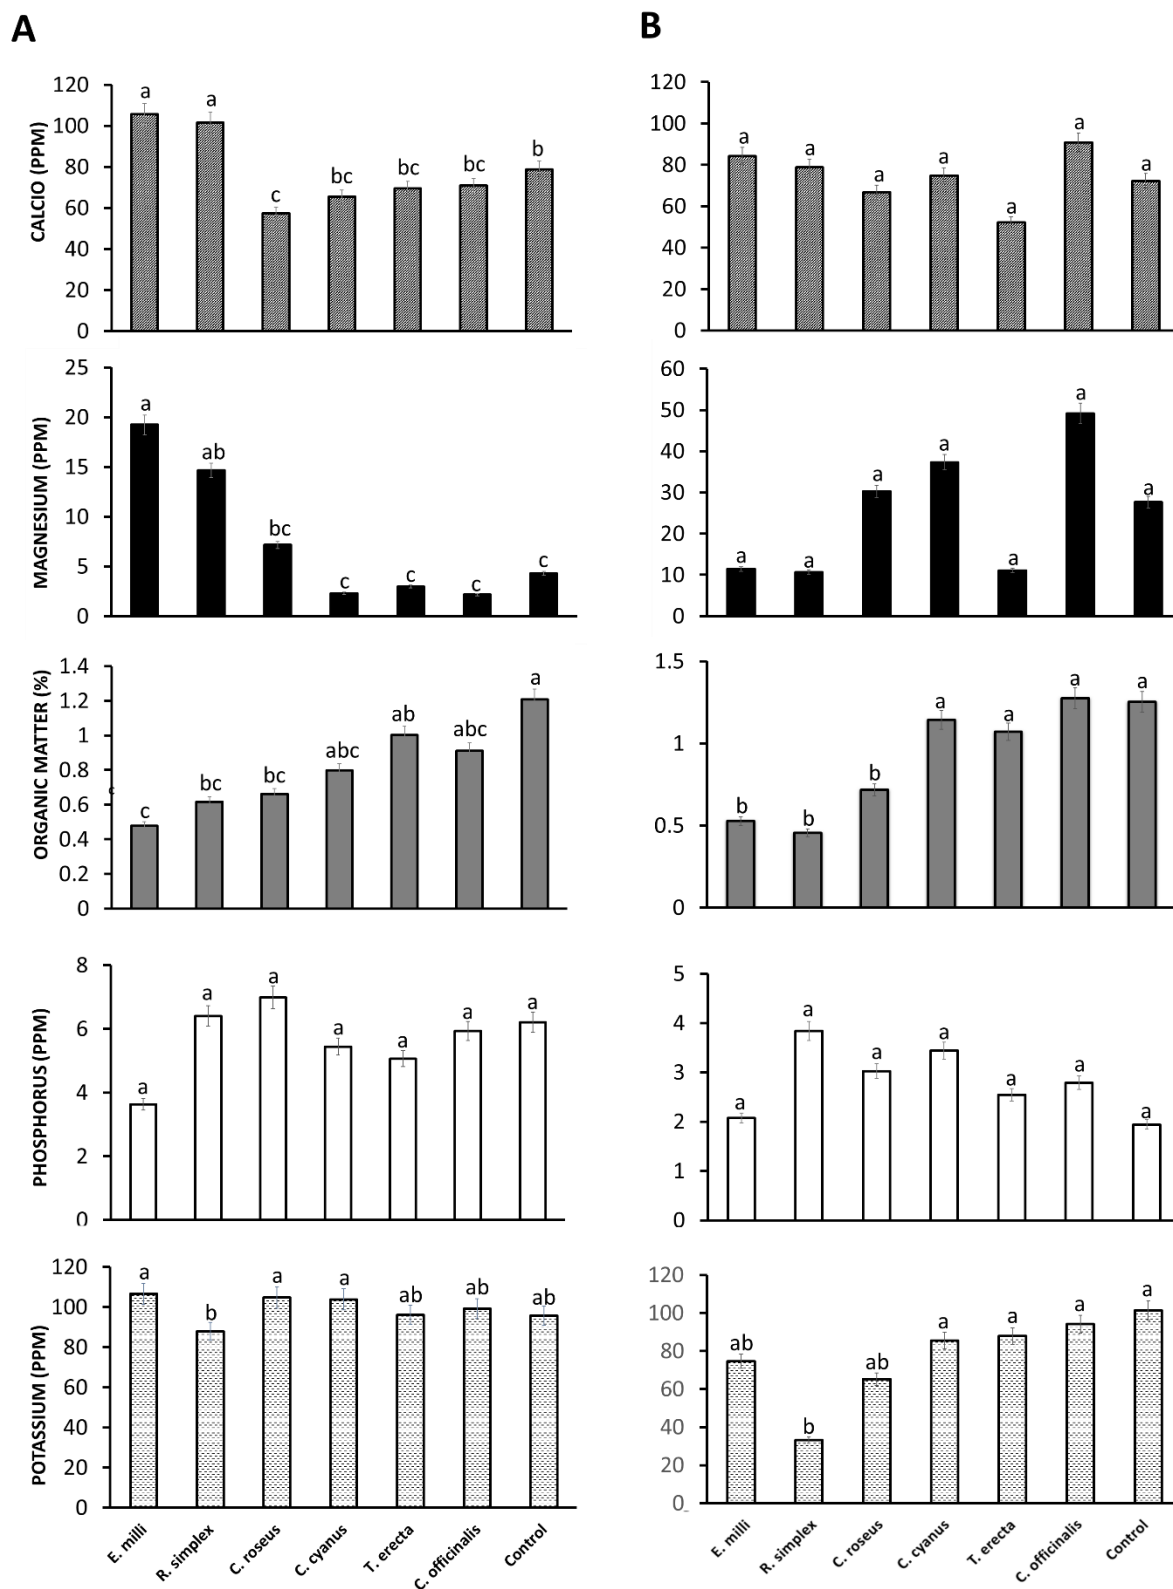 A
B
CALCIO (PPM)
120
100
80
60
40
20
0
a
a
c
bc
bc
bc
b
120
100
80
60
40
20
0
a
a
a
a
a
a
a
MAGNESIUM (PPM)
25
20
15
10
5
0
a
ab
bc
c
c
c
c
60
50
40
30
20
10
0
a
a
a
a
a
a
a
ORGANIC MATTER (%)
1.4
1.2
1
0.8
0.6
0.4
0.2
0
c
c
bc
bc
abc
ab
abc
a
1.5
1
0.5
0
b
b
b
a
a
a
a
PHOSPHORUS (PPM)
8
6
4
2
0
a
a
a
a
a
a
a
5
4
3
2
1
0
a
a
a
a
a
a
a
POTASSIUM (PPM)
120
100
80
60
40
20
0
a
b
a
a
ab
ab
ab
E. milli
R. simplex
C. roseus
C. cyanus
T. erecta
C. officinalis
Control
120
100
80
60
40
20
0
ab
b
ab
a
a
a
a
E. milli
R. simplex
C. roseus
C. cyanus
T. erecta
C. officinalis
Control